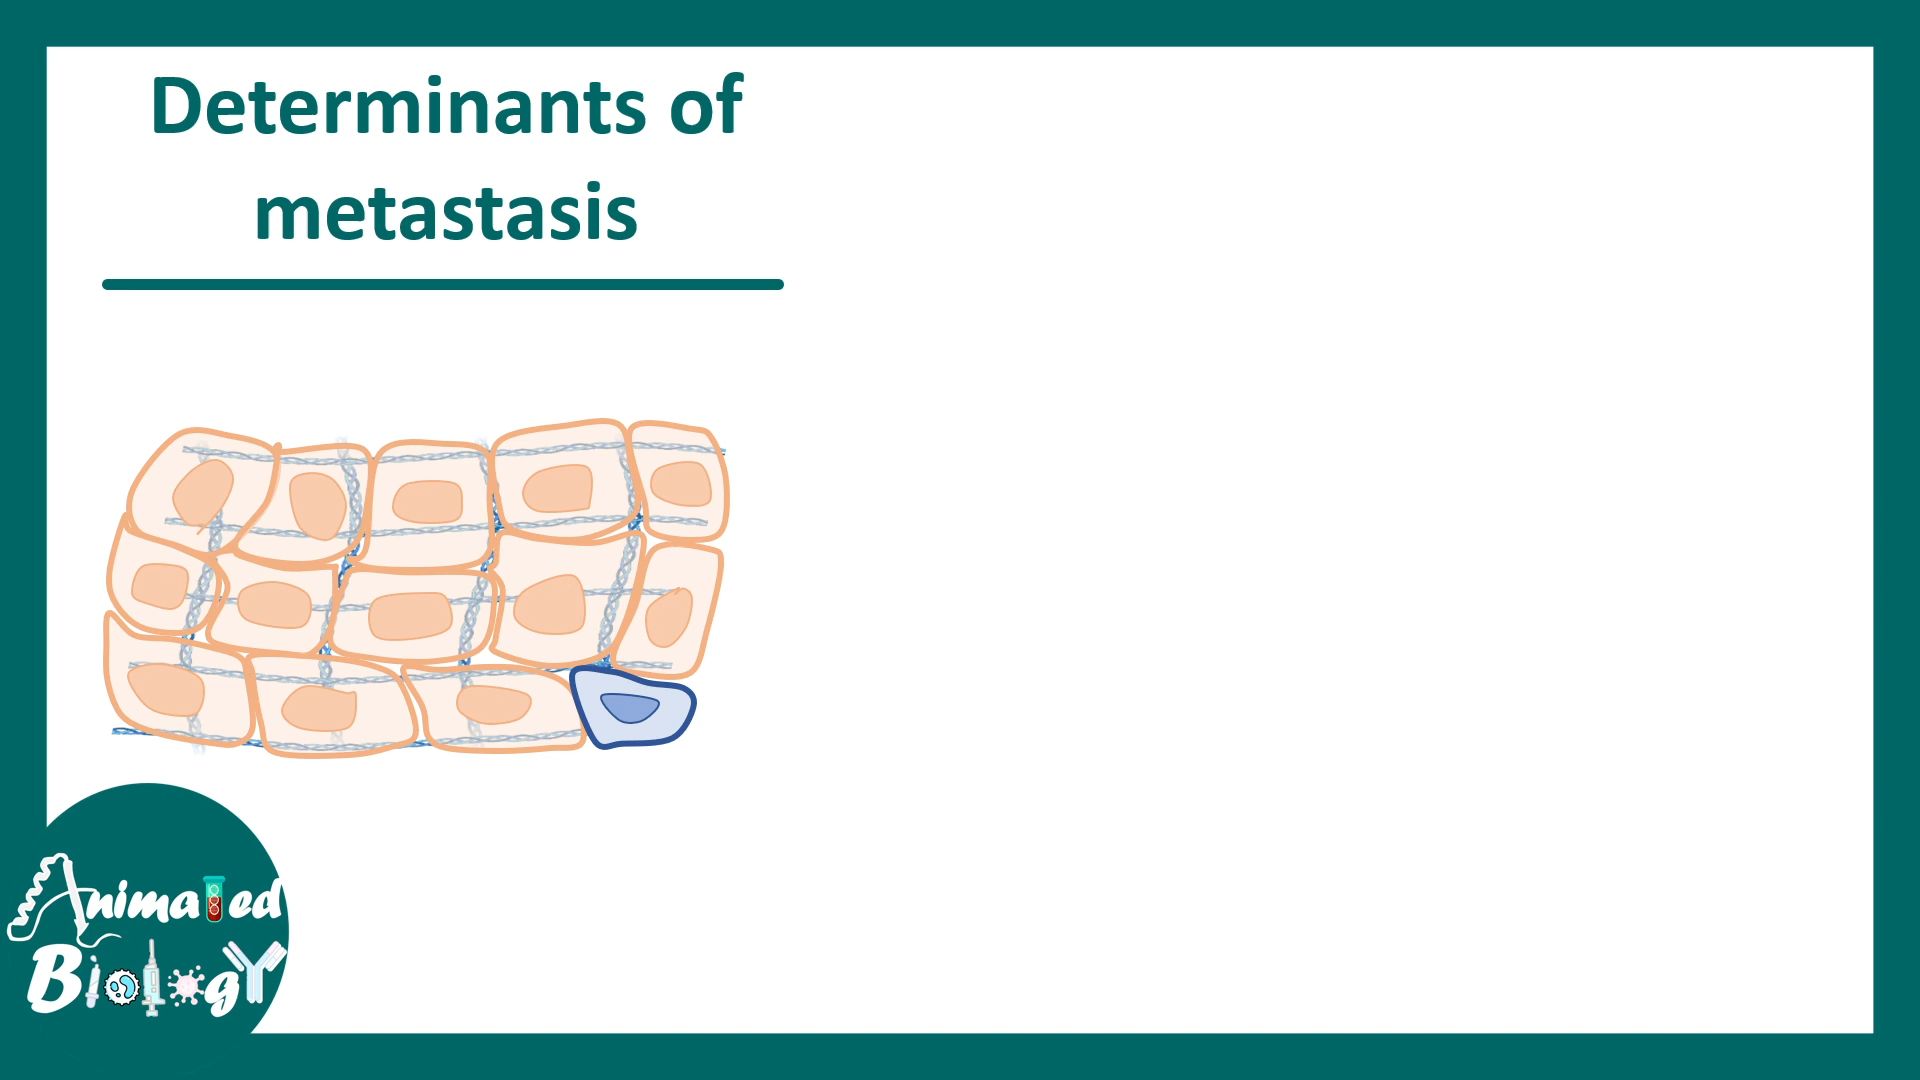 Determinants of
metastasis
Animated
Biology